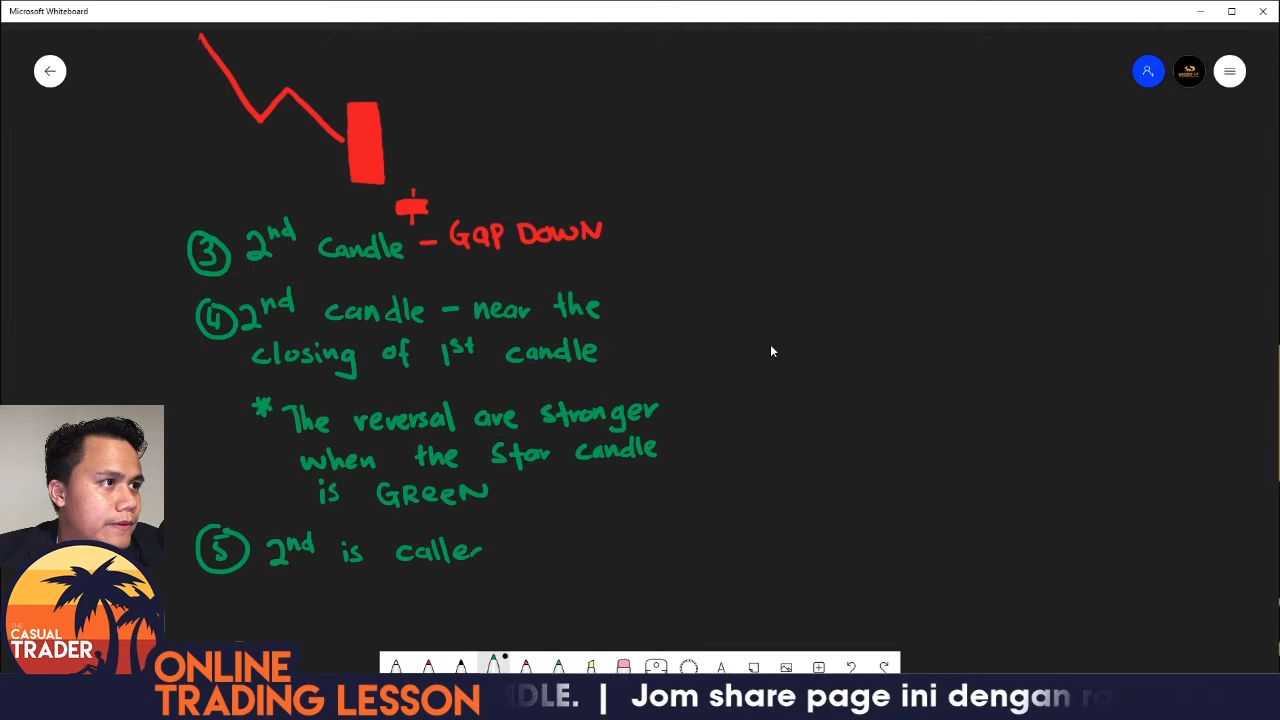 Microsoft Whiteboard
③ 2nd candle - GAP DOWN
④ 2nd candle - near the
closing of 1st candle
* The reversal are stronger
when the Star candle
is GREEN
⑤ 2nd is caller
THE
CASUAL
TRADER
ONLINE
TRADING LESSON
DLE. | Jom share page ini dengan